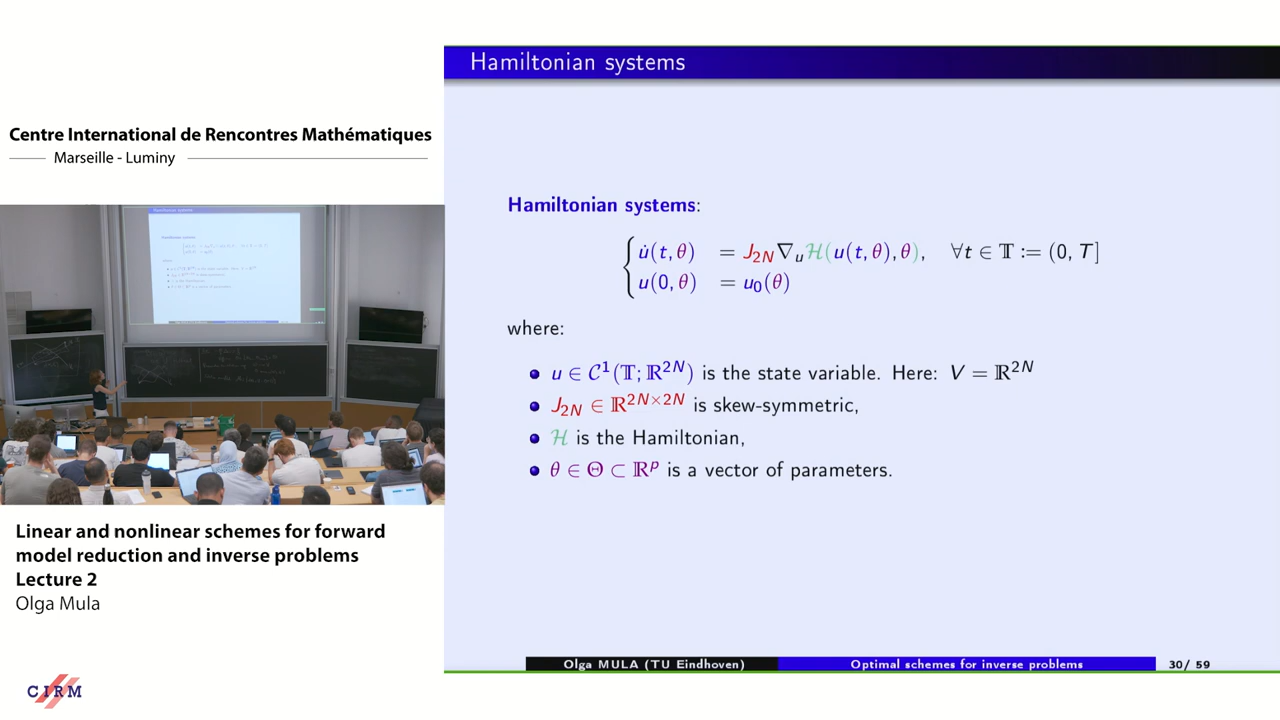 Centre International de Rencontres Mathématiques
Marseille - Luminy
Linear and nonlinear schemes for forward
model reduction and inverse problems
Lecture 2
Olga Mula
CIRM
Hamiltonian systems
Hamiltonian systems:
u̇(t, θ) = J₂N∇ᵤℋ(u(t, θ), θ), ∀t ∈ 𝕋 := (0, T]
u(0, θ) = u₀(θ)
where:
• u ∈ 𝒞¹(𝕋; ℝ²ᴺ) is the state variable. Here: V = ℝ²ᴺ
• J₂N ∈ ℝ²ᴺˣ²ᴺ is skew-symmetric,
• ℋ is the Hamiltonian,
• θ ∈ Θ ⊂ ℝᵖ is a vector of parameters.
Olga MULA (TU Eindhoven) Optimal schemes for inverse problems 30/ 59